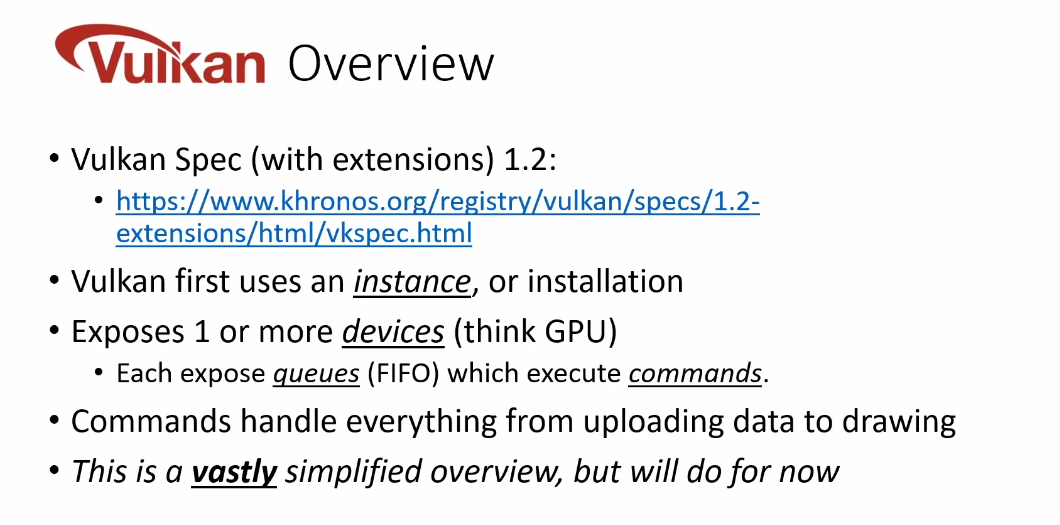 Vulkan Overview
• Vulkan Spec (with extensions) 1.2:
• https://www.khronos.org/registry/vulkan/specs/1.2-
extensions/html/vkspec.html
• Vulkan first uses an instance, or installation
• Exposes 1 or more devices (think GPU)
• Each expose queues (FIFO) which execute commands.
• Commands handle everything from uploading data to drawing
• This is a vastly simplified overview, but will do for now